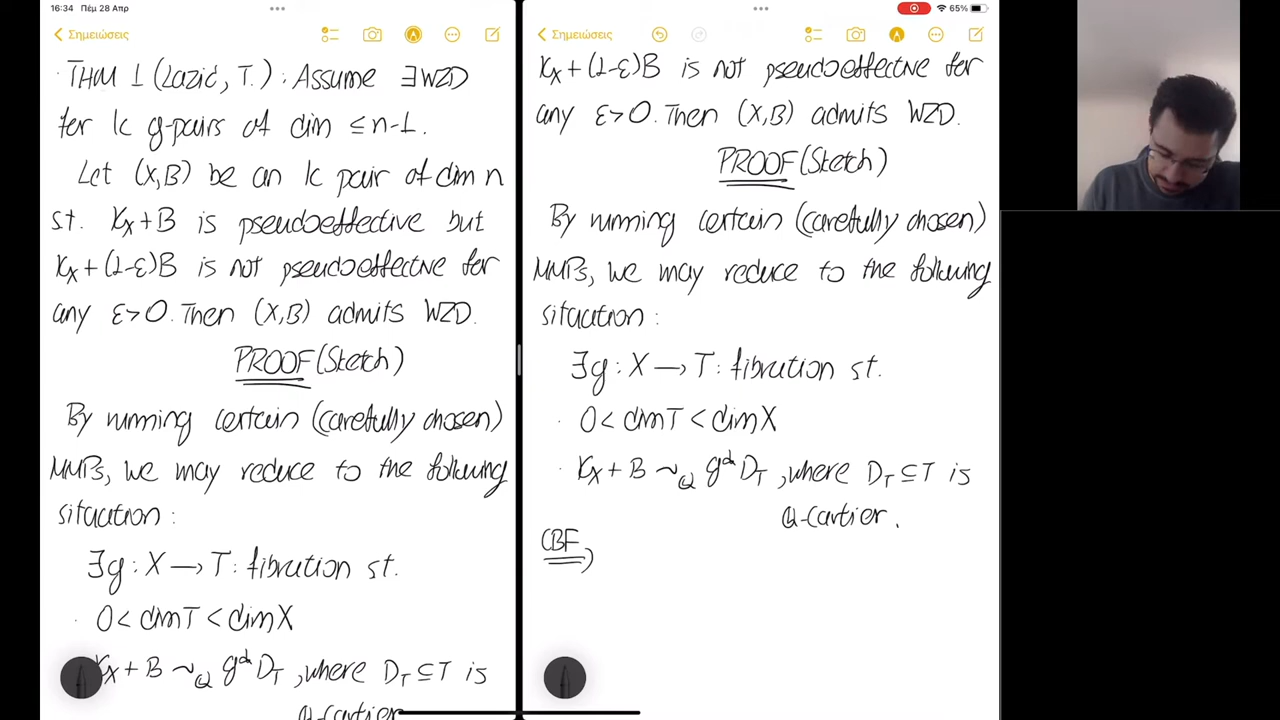 16:34 Πέμ 28 Απρ
Σημειώσεις
THM 1 (Lazić, T.) : Assume ∃ WZD
for lc g-pairs of dim ≤ n-1.
Let (X,B) be an lc pair of dim n
s.t. K_X + B is pseudoeffective but
K_X + (1-ε)B is not pseudoeffective for
any ε > 0. Then (X,B) admits WZD.
PROOF (Sketch)
By running certain (carefully chosen)
MMPs, we may reduce to the following
situation :
∃ g : X → T : fibration s.t.
· 0 < dim T < dim X
K_X + B ~_Q g* D_T , where D_T ⊆ T is
Q-Cartier
65%
Σημειώσεις
K_X + (1-ε)B is not pseudoeffective for
any ε > 0. Then (X,B) admits WZD.
PROOF (Sketch)
By running certain (carefully chosen)
MMPs, we may reduce to the following
situation :
∃ g : X → T : fibration s.t.
· 0 < dim T < dim X
· K_X + B ~_Q g* D_T , where D_T ⊆ T is
Q-Cartier .
CBF